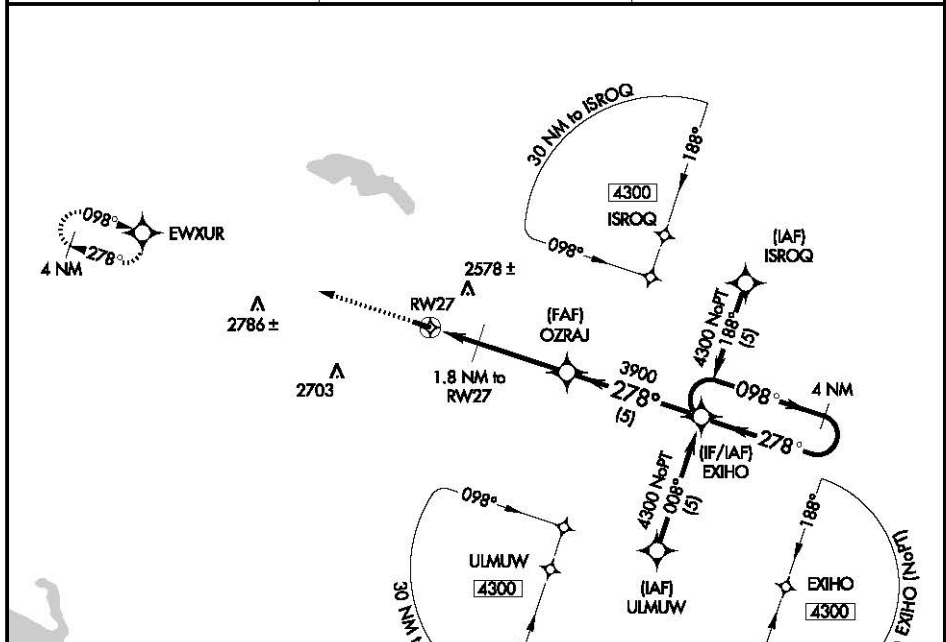 30 NM to ISROQ
188°
4300
ISROQ
098°
(IAF)
ISROQ
098°
278°
4 NM
EWXUR
2578 ±
RW27
2786 ±
(FAF)
OZRAJ
4300 NoPT
188°
(5)
1.8 NM to
RW27
2703
3900
278°
(5)
098°
4 NM
278°
(IF/IAF)
EXIHO
4300 NoPT
008°
(5)
098°
188°
ULMUW
4300
(IAF)
ULMUW
EXIHO
4300
EXIHO (NoPT)
30 NM